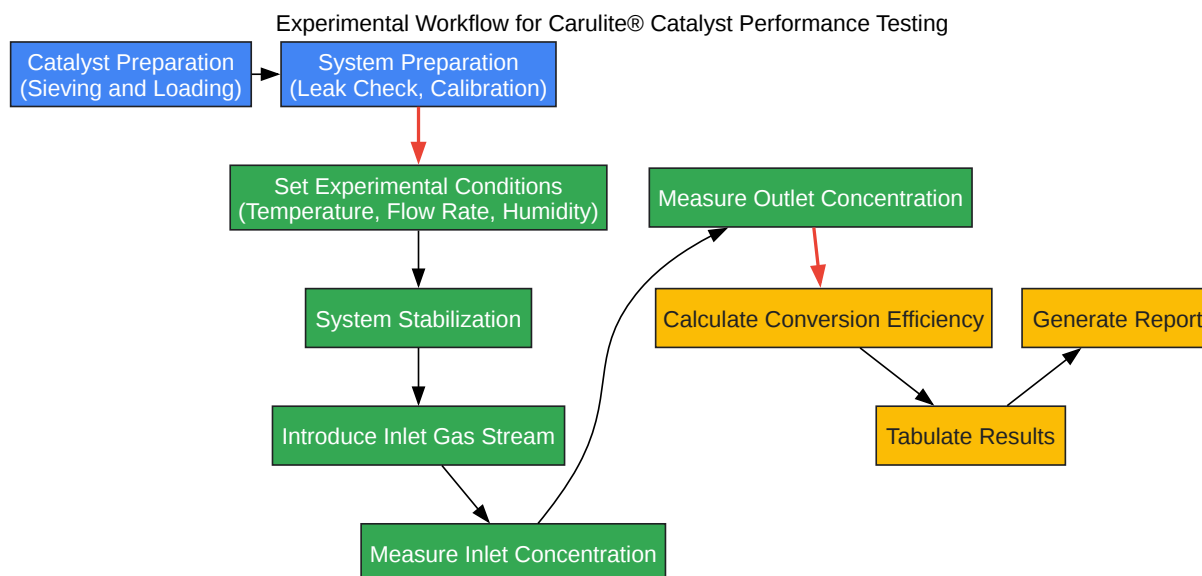 Experimental Workflow for Carulite® Catalyst Performance Testing
Catalyst Preparation
(Sieving and Loading)
System Preparation
(Leak Check, Calibration)
Set Experimental Conditions
(Temperature, Flow Rate, Humidity)
System Stabilization
Introduce Inlet Gas Stream
Measure Inlet Concentration
Measure Outlet Concentration
Calculate Conversion Efficiency
Tabulate Results
Generate Report